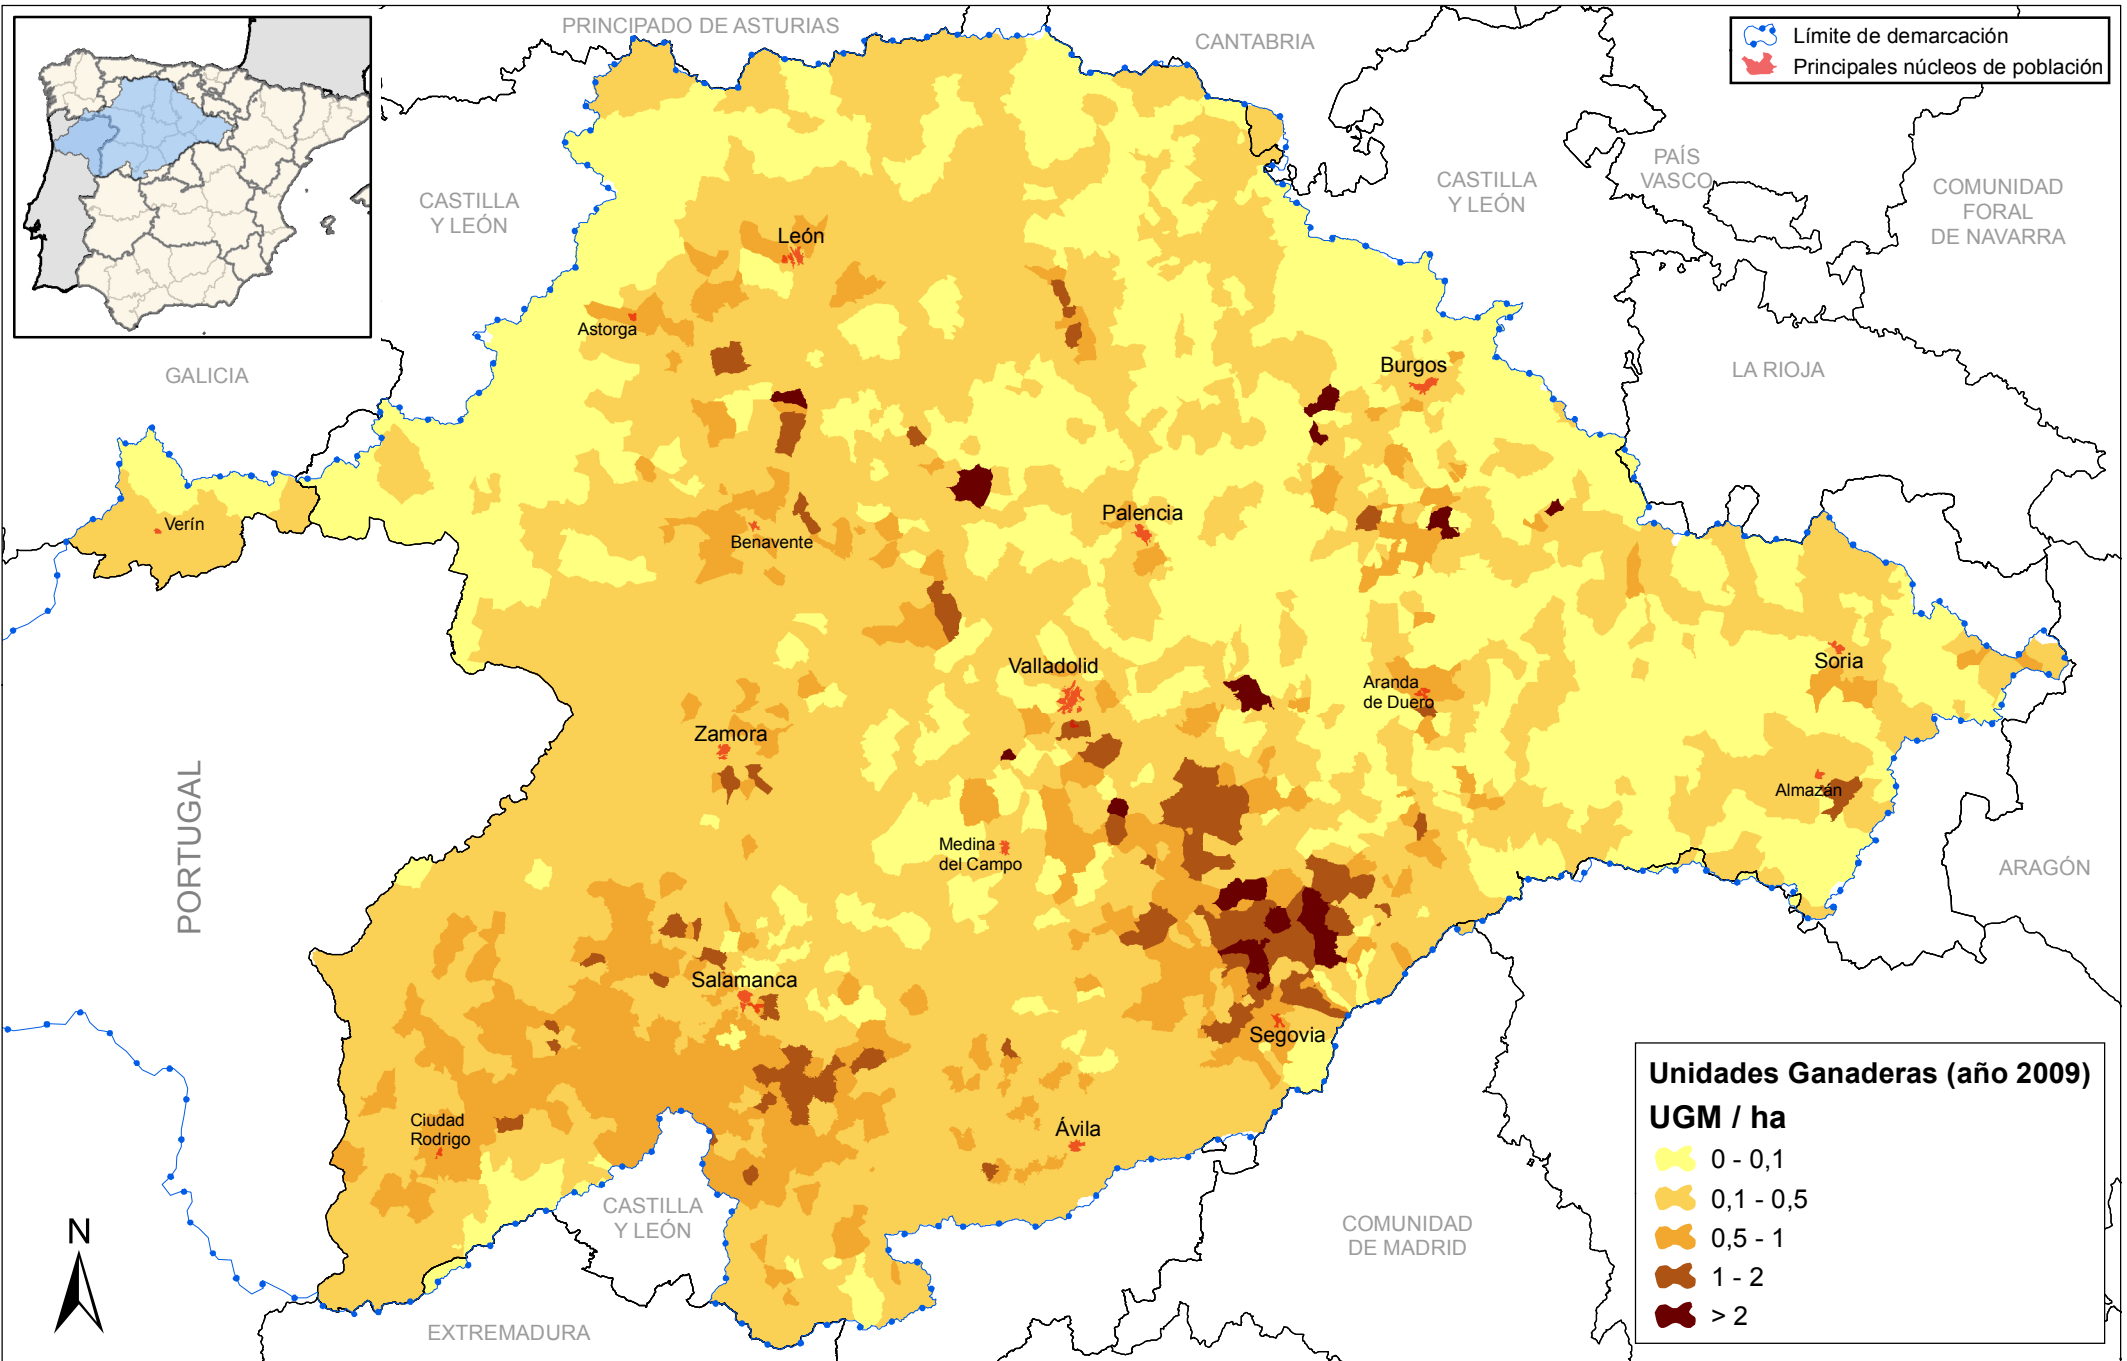 PRINCIPADO DE ASTURIAS
CANTABRIA
Límite de demarcación
Principales núcleos de población
PAÍS
VASCO
CASTILLA
Y LEÓN
CASTILLA
Y LEÓN
COMUNIDAD
FORAL
DE NAVARRA
León
Astorga
Burgos
GALICIA
LA RIOJA
Verín
Benavente
Palencia
Valladolid
Aranda
de Duero
Soria
Zamora
PORTUGAL
Almazán
Medina
del Campo
ARAGÓN
Salamanca
Segovia
Ciudad
Rodrigo
Ávila
CASTILLA
Y LEÓN
COMUNIDAD
DE MADRID
EXTREMADURA
N
Unidades Ganaderas (año 2009)
UGM / ha
0 - 0,1
0,1 - 0,5
0,5 - 1
1 - 2
> 2